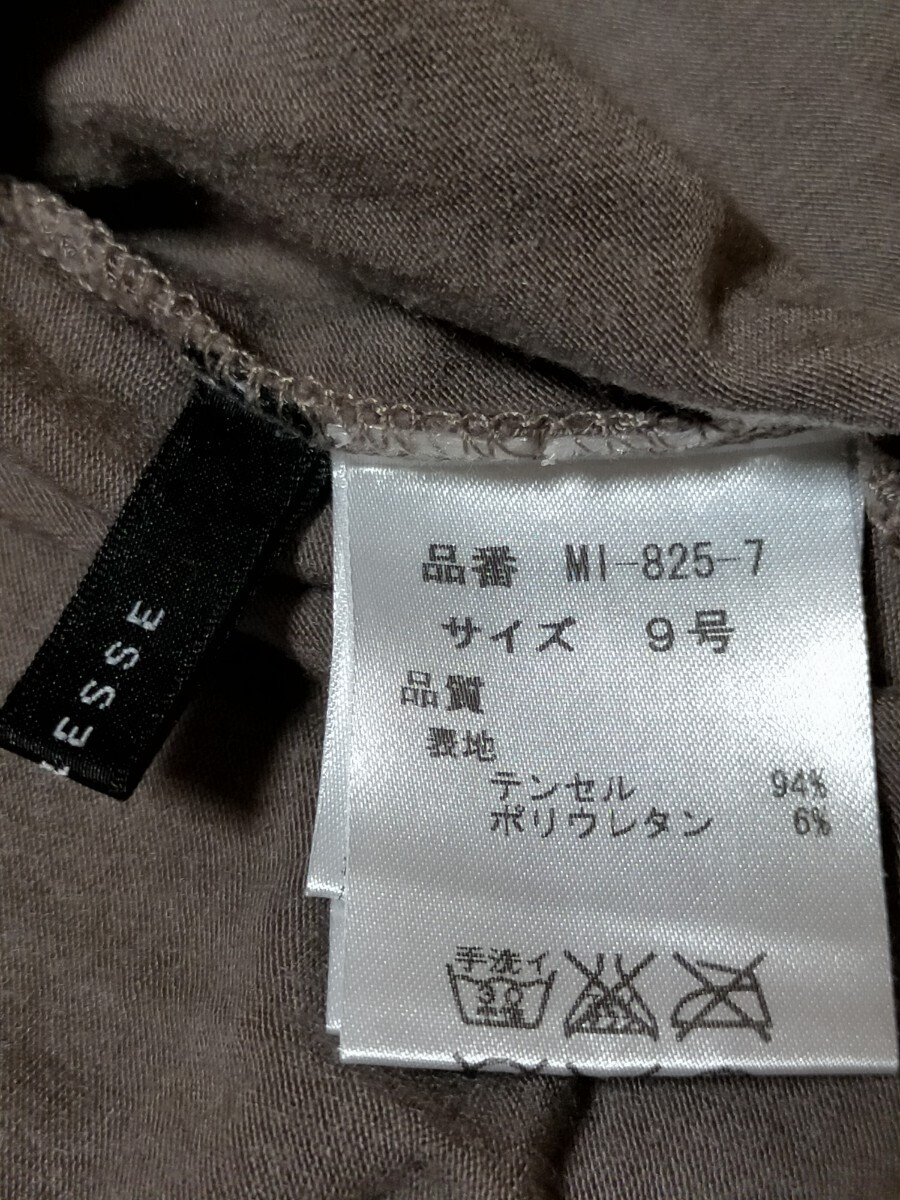 ESSE
品番 MI-825-7
サイズ 9号
品質
表地
テンセル 94%
ポリウレタン 6%
手洗イ
30